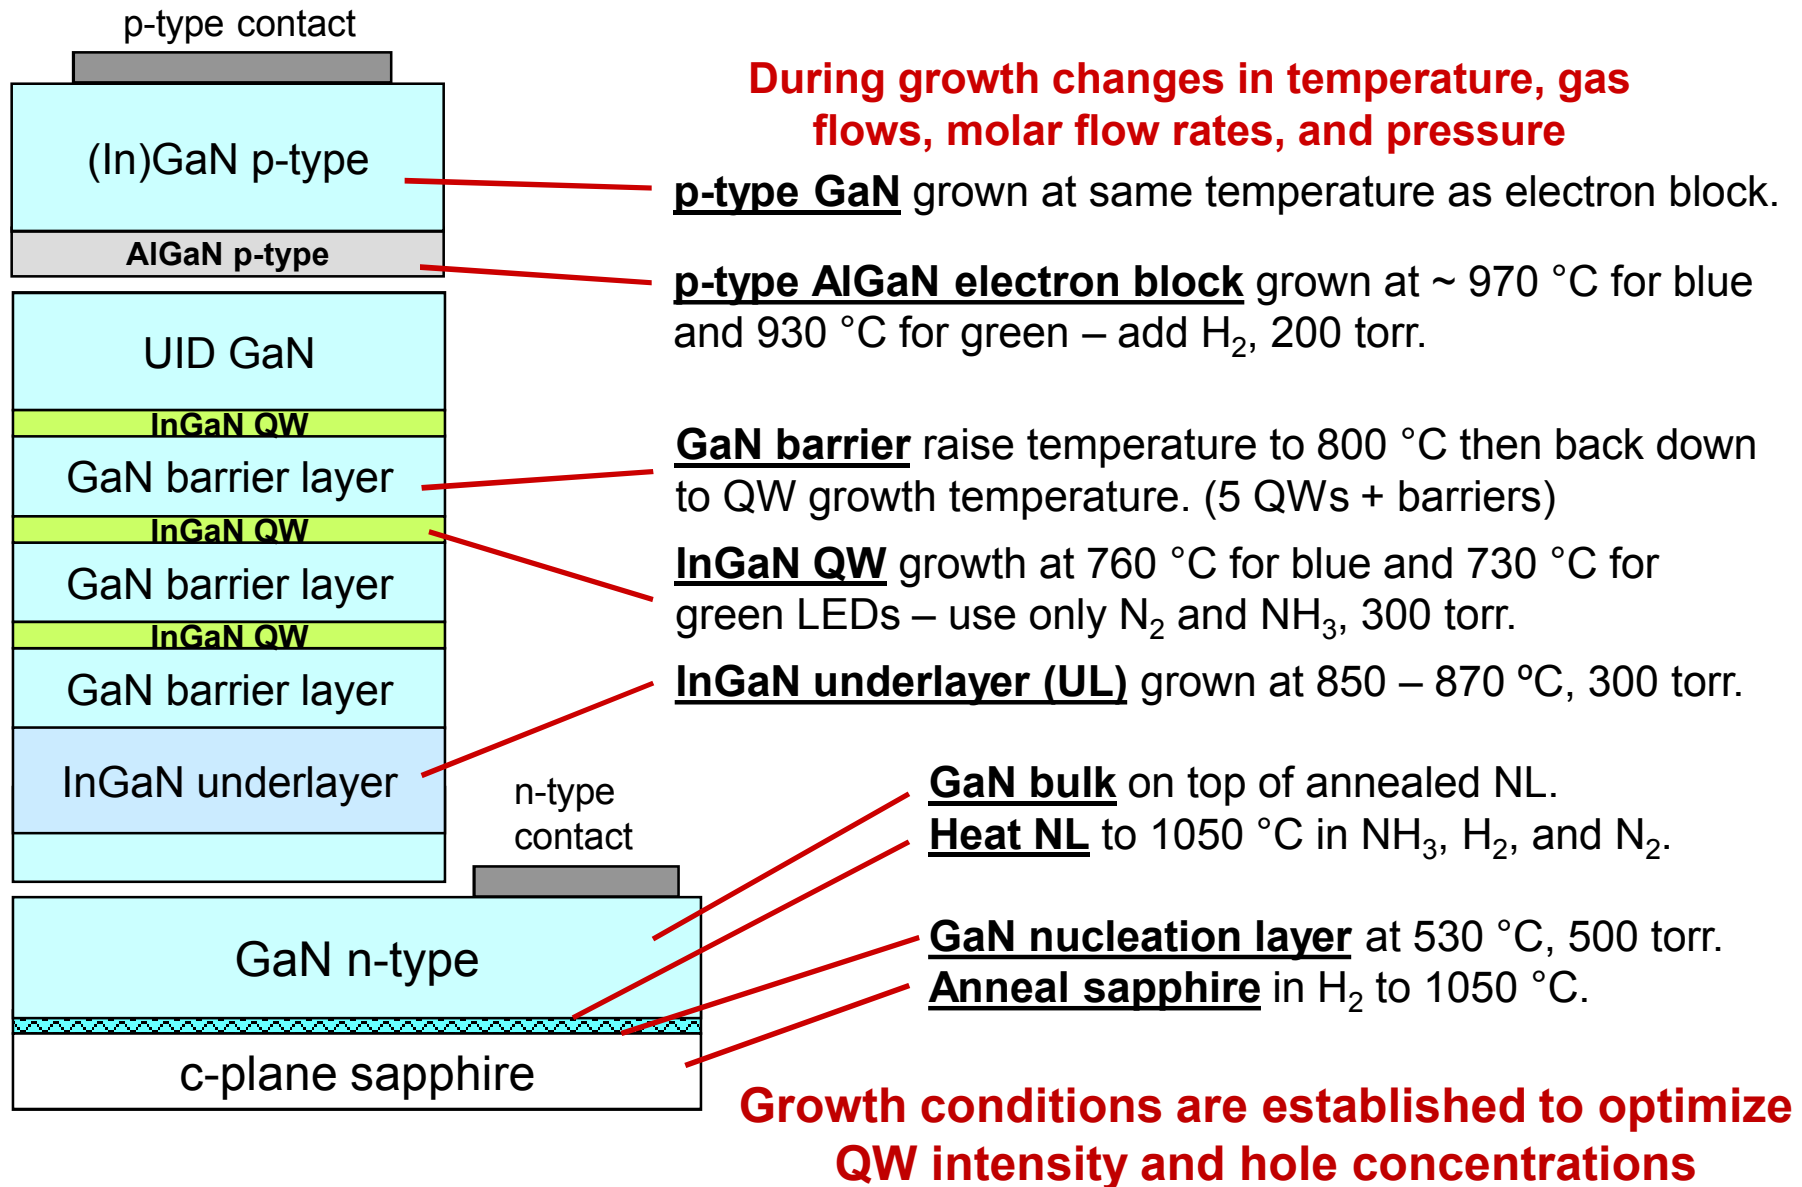 p-type contact
(In)GaN p-type
AlGaN p-type
UID GaN
InGaN QW
GaN barrier layer
InGaN QW
GaN barrier layer
InGaN QW
GaN barrier layer
InGaN underlayer
n-type
contact
GaN n-type
c-plane sapphire
During growth changes in temperature, gas
flows, molar flow rates, and pressure
p-type GaN grown at same temperature as electron block.
p-type AlGaN electron block grown at ~ 970 °C for blue
and 930 °C for green – add H₂, 200 torr.
GaN barrier raise temperature to 800 °C then back down
to QW growth temperature. (5 QWs + barriers)
InGaN QW growth at 760 °C for blue and 730 °C for
green LEDs – use only N₂ and NH₃, 300 torr.
InGaN underlayer (UL) grown at 850 – 870 ºC, 300 torr.
GaN bulk on top of annealed NL.
Heat NL to 1050 °C in NH₃, H₂, and N₂.
GaN nucleation layer at 530 °C, 500 torr.
Anneal sapphire in H₂ to 1050 °C.
Growth conditions are established to optimize
QW intensity and hole concentrations